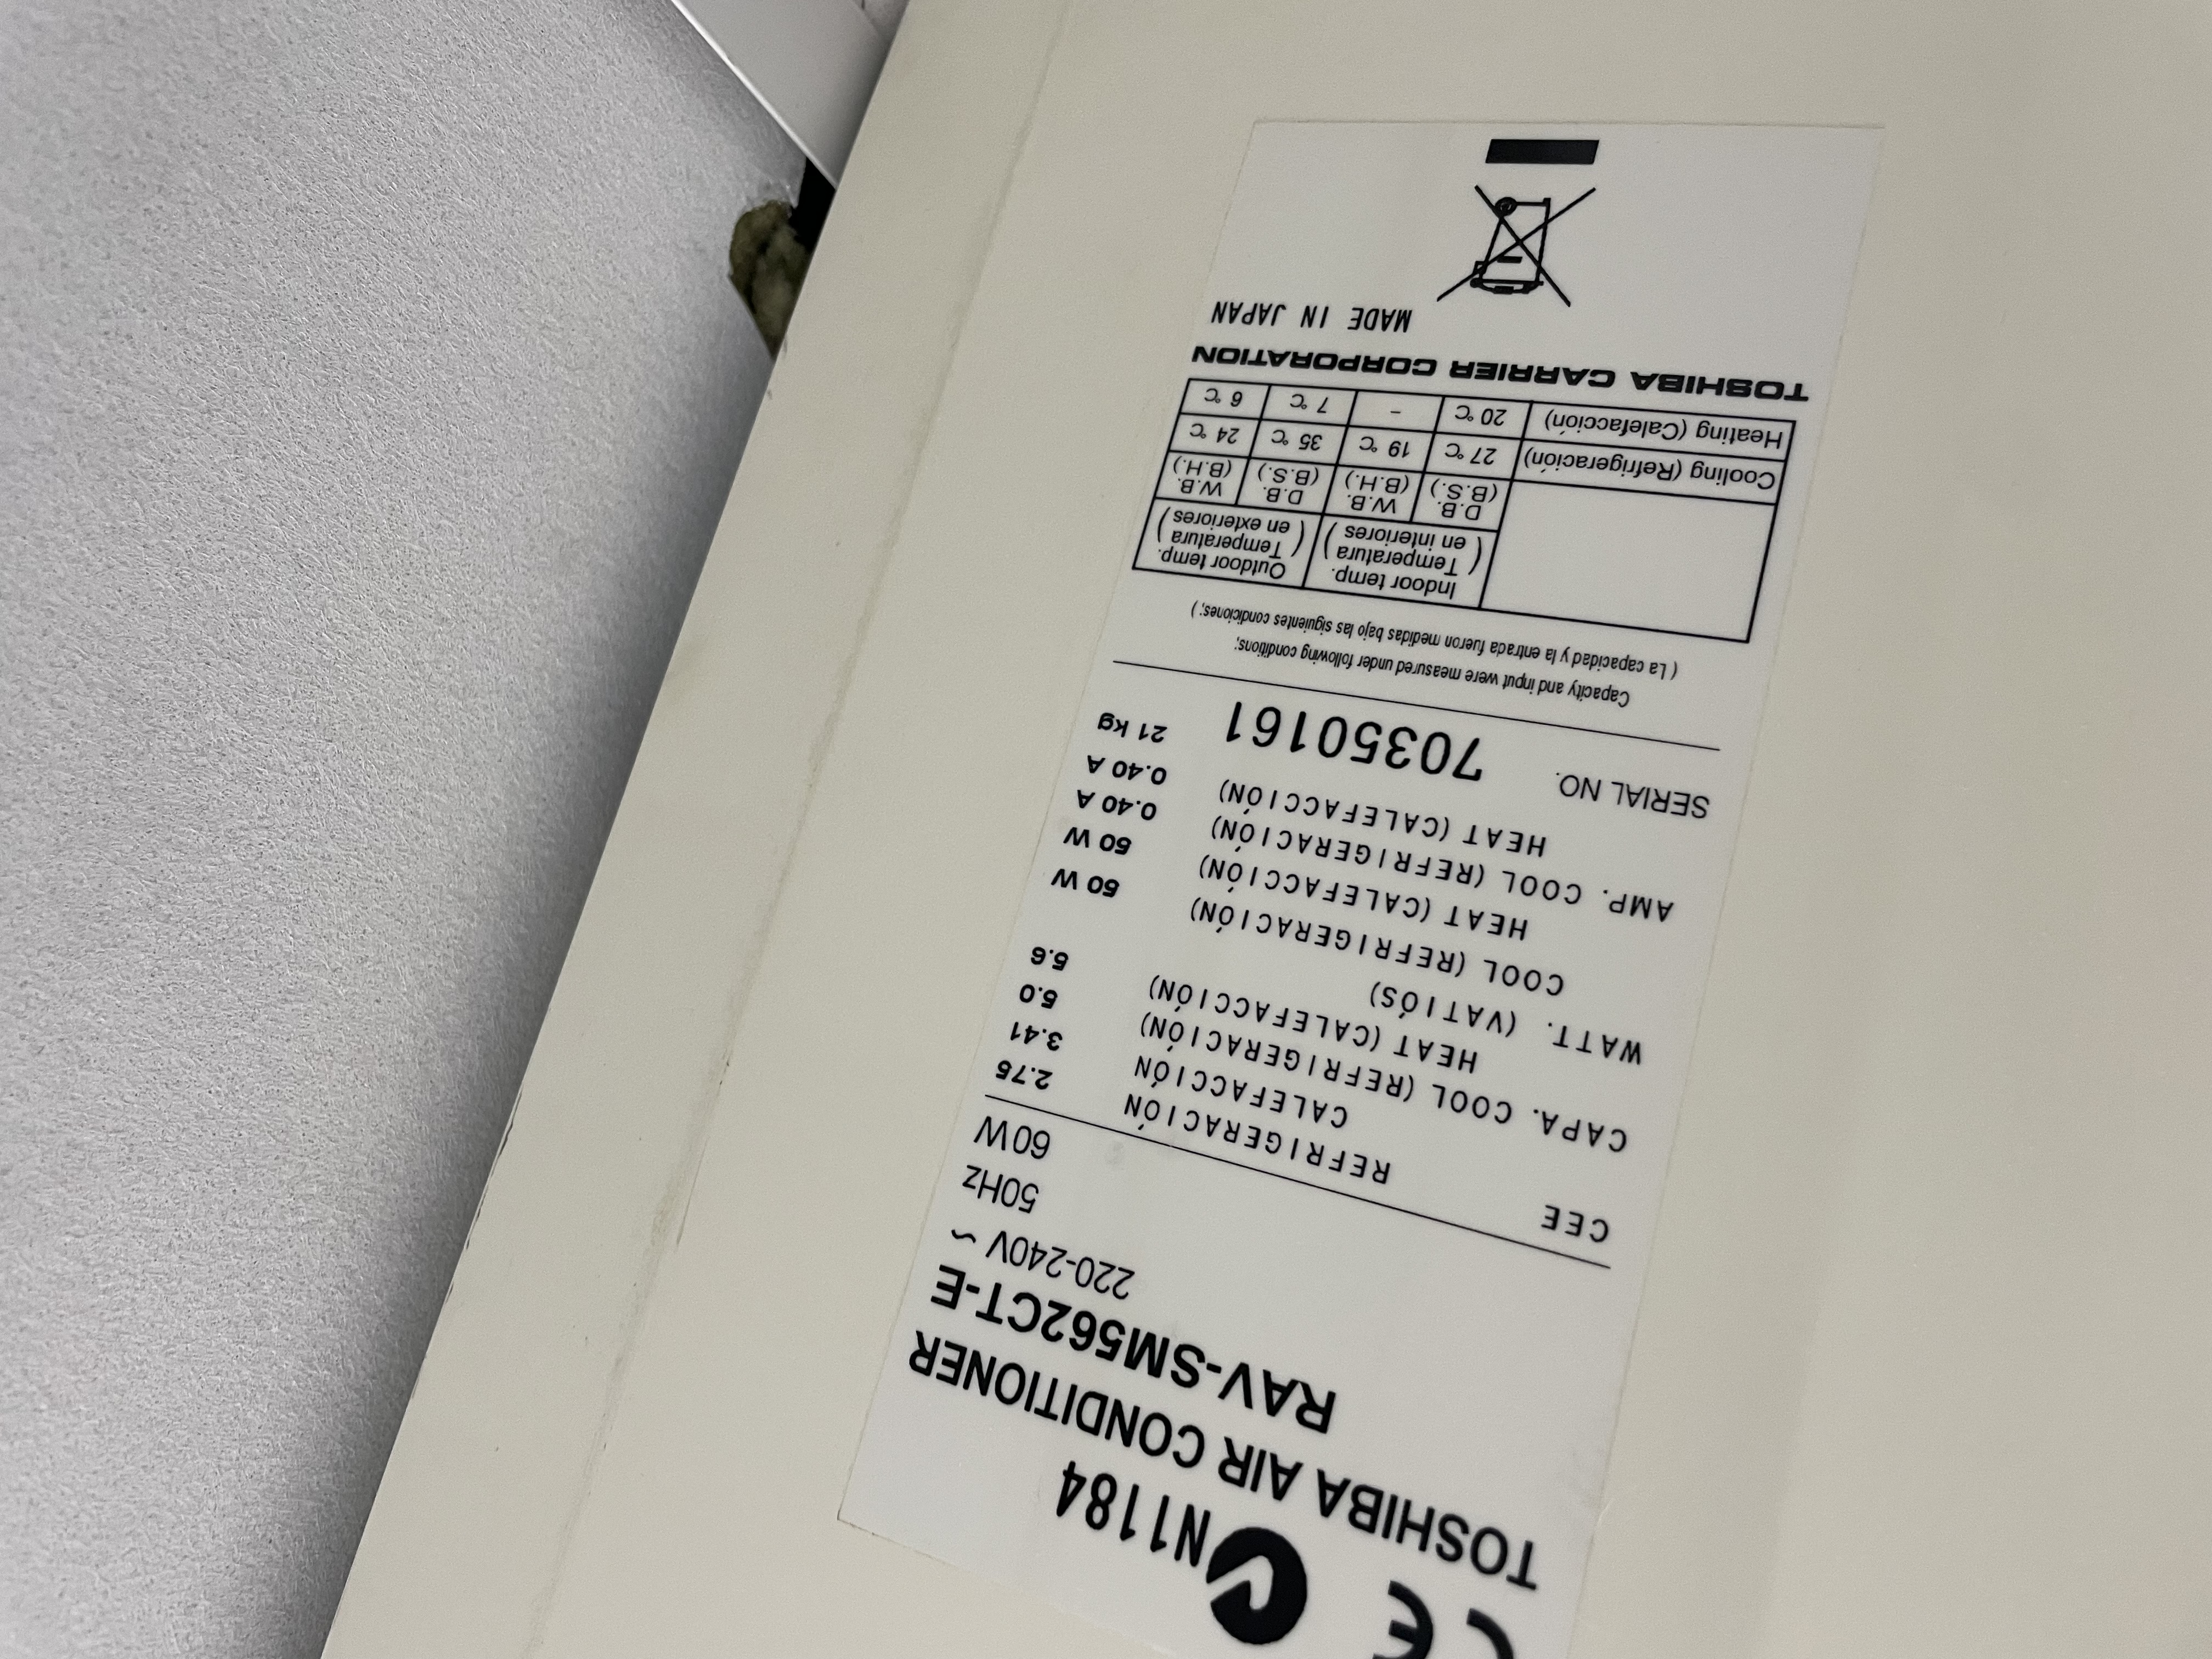 CE N1184
TOSHIBA AIR CONDITIONER
RAV-SM562CT-E
220-240V ~
50Hz
60W
CEE REFRIGERACIÓN 2.75
CALEFACCIÓN 3.41
CAPA. COOL (REFRIGERACIÓN) 5.0
HEAT (CALEFACCIÓN) 5.6
WATT. (VATIÓS)
COOL (REFRIGERACIÓN) 50 W
HEAT (CALEFACCIÓN) 50 W
AMP. COOL (REFRIGERACIÓN) 0.40 A
HEAT (CALEFACCIÓN) 0.40 A
21 kg
SERIAL NO. 70350161
Capacity and input were measured under following conditions;
( La capacidad y la entrada fueron medidas bajo las siguientes condiciones; )
Indoor temp. Outdoor temp.
( Temperatura en interiores ) ( Temperatura en exteriores )
D.B. W.B. D.B. W.B.
(B.S.) (B.H.) (B.S.) (B.H.)
Cooling (Refrigeración) 27 ℃ 19 ℃ 35 ℃ 24 ℃
Heating (Calefacción) 20 ℃ – 7 ℃ 6 ℃
TOSHIBA CARRIER CORPORATION
MADE IN JAPAN